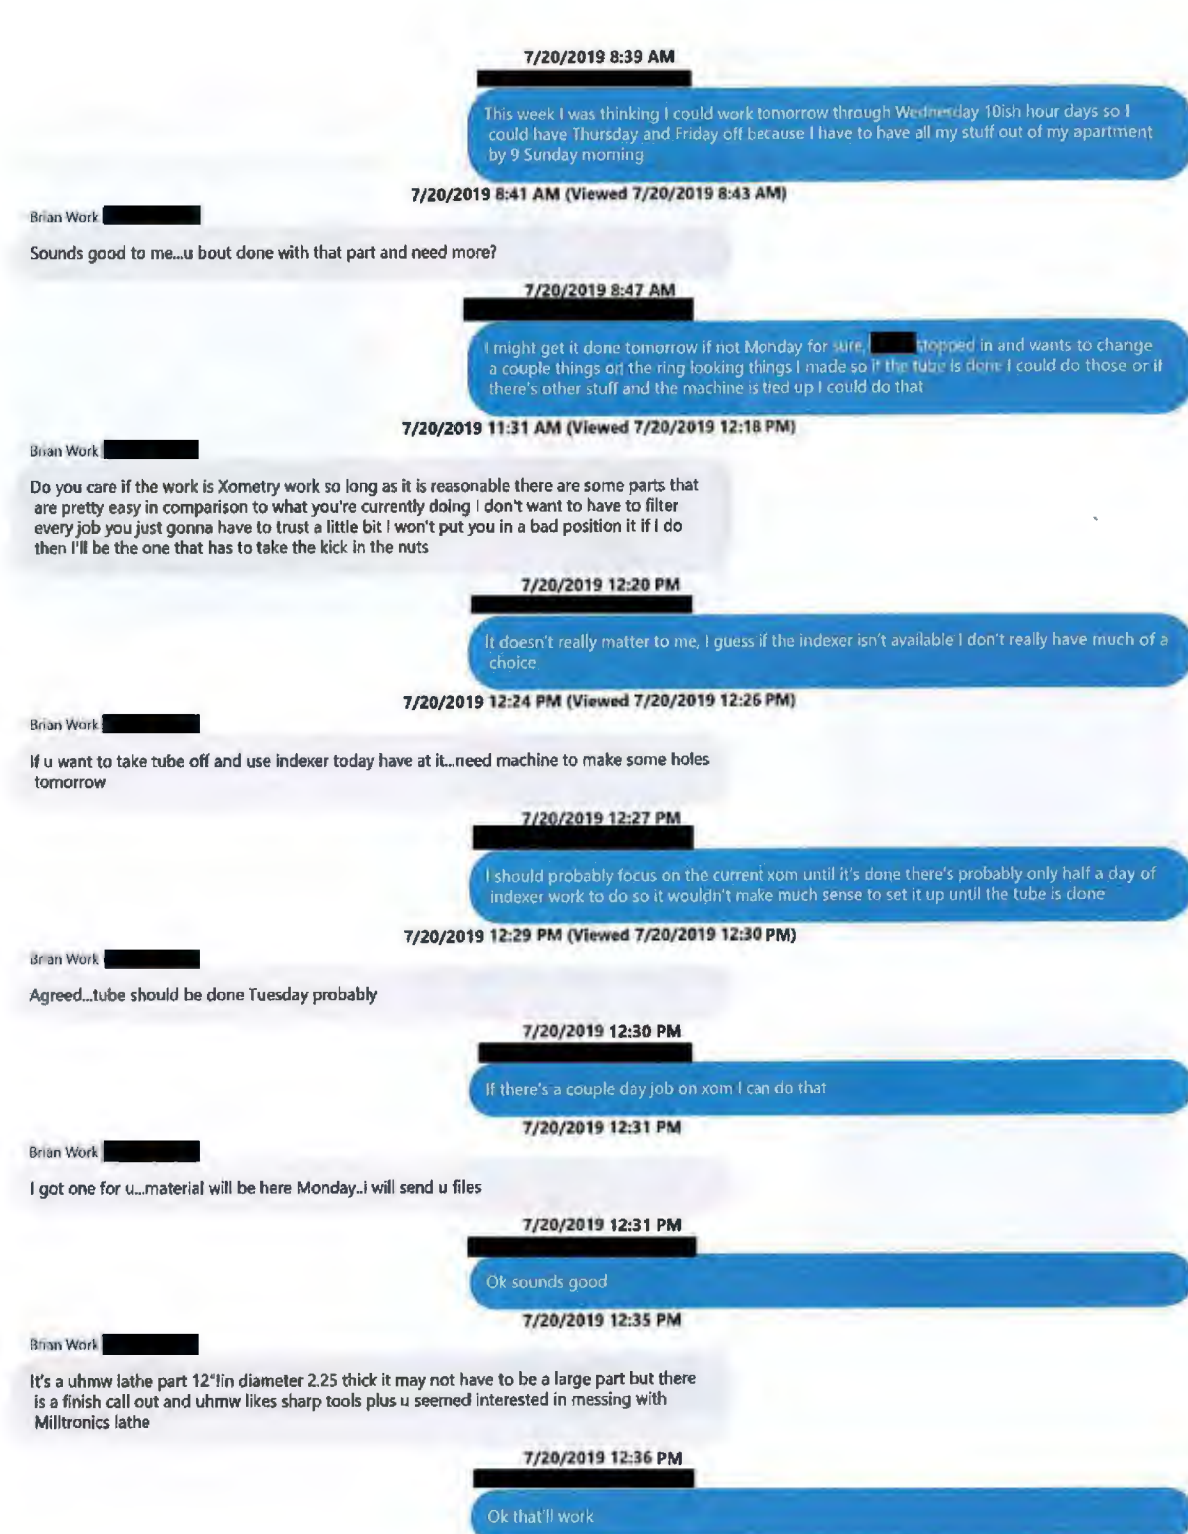 7/20/2019 8:39 AM
This week I was thinking I could work tomorrow through Wednesday 10ish hour days so I
could have Thursday and Friday off because I have to have all my stuff out of my apartment
by 9 Sunday morning
7/20/2019 8:41 AM (Viewed 7/20/2019 8:43 AM)
Brian Work
Sounds good to me...u bout done with that part and need more?
7/20/2019 8:47 AM
I might get it done tomorrow if not Monday for sure, stopped in and wants to change
a couple things on the ring looking things I made so if the tube is done I could do those or if
there's other stuff and the machine is tied up I could do that
7/20/2019 11:31 AM (Viewed 7/20/2019 12:18 PM)
Brian Work
Do you care if the work is Xometry work so long as it is reasonable there are some parts that
are pretty easy in comparison to what you're currently doing I don't want to have to filter
every job you just gonna have to trust a little bit I won't put you in a bad position it if I do
then I'll be the one that has to take the kick in the nuts
7/20/2019 12:20 PM
It doesn't really matter to me, I guess if the indexer isn't available I don't really have much of a
choice
7/20/2019 12:24 PM (Viewed 7/20/2019 12:26 PM)
Brian Work
If u want to take tube off and use indexer today have at it...need machine to make some holes
tomorrow
7/20/2019 12:27 PM
I should probably focus on the current xom until it's done there's probably only half a day of
indexer work to do so it wouldn't make much sense to set it up until the tube is done
7/20/2019 12:29 PM (Viewed 7/20/2019 12:30 PM)
Brian Work
Agreed...tube should be done Tuesday probably
7/20/2019 12:30 PM
If there's a couple day job on xom I can do that
7/20/2019 12:31 PM
Brian Work
I got one for u...material will be here Monday..i will send u files
7/20/2019 12:31 PM
Ok sounds good
7/20/2019 12:35 PM
Brian Work
It's a uhmw lathe part 12"Iin diameter 2.25 thick it may not have to be a large part but there
is a finish call out and uhmw likes sharp tools plus u seemed interested in messing with
Milltronics lathe
7/20/2019 12:36 PM
Ok that'll work